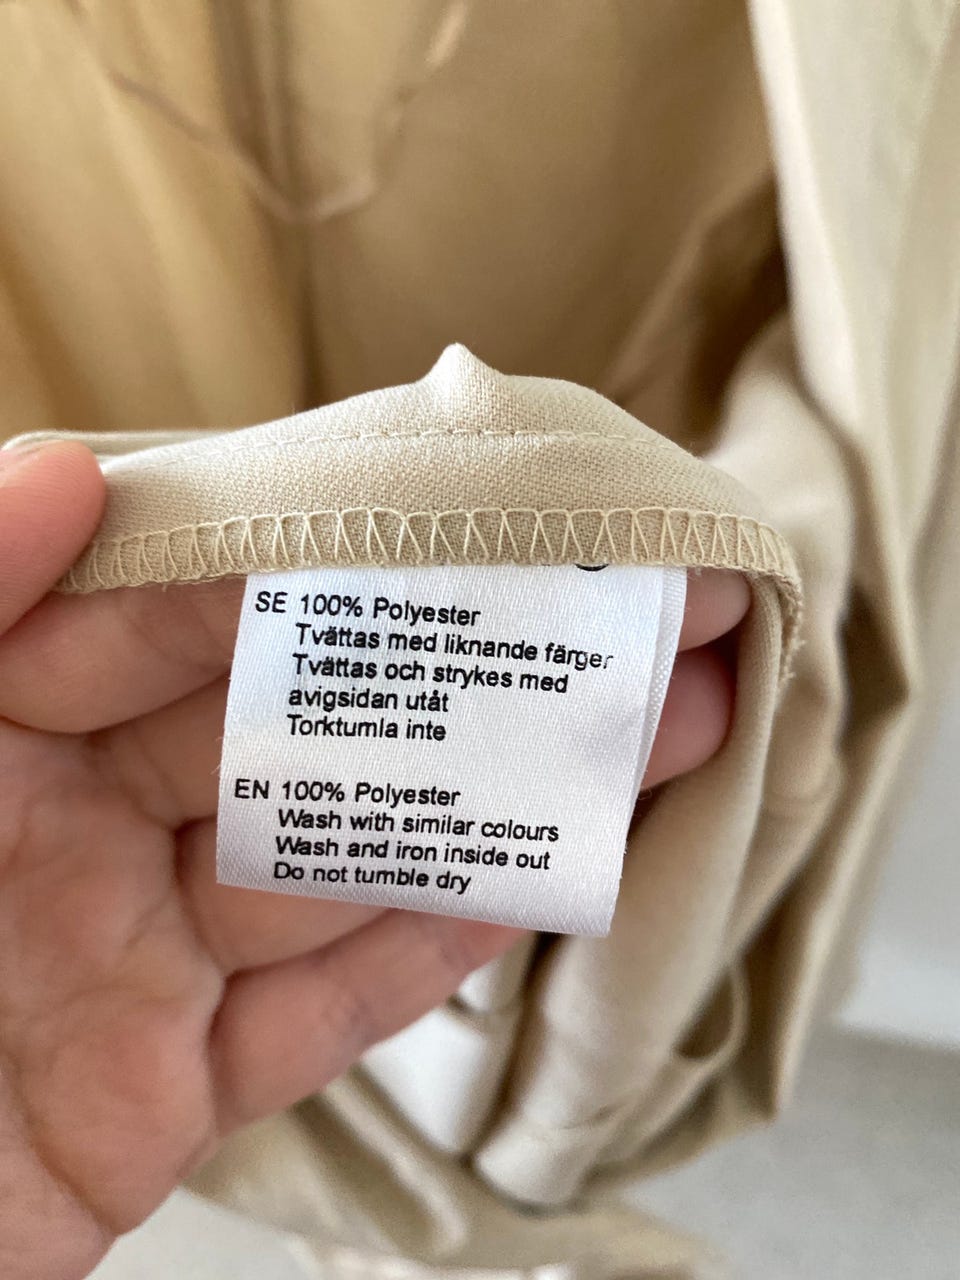 SE 100% Polyester
Tvättas med liknande färger
Tvättas och strykes med
avigsidan utåt
Torktumla inte
EN 100% Polyester
Wash with similar colours
Wash and iron inside out
Do not tumble dry